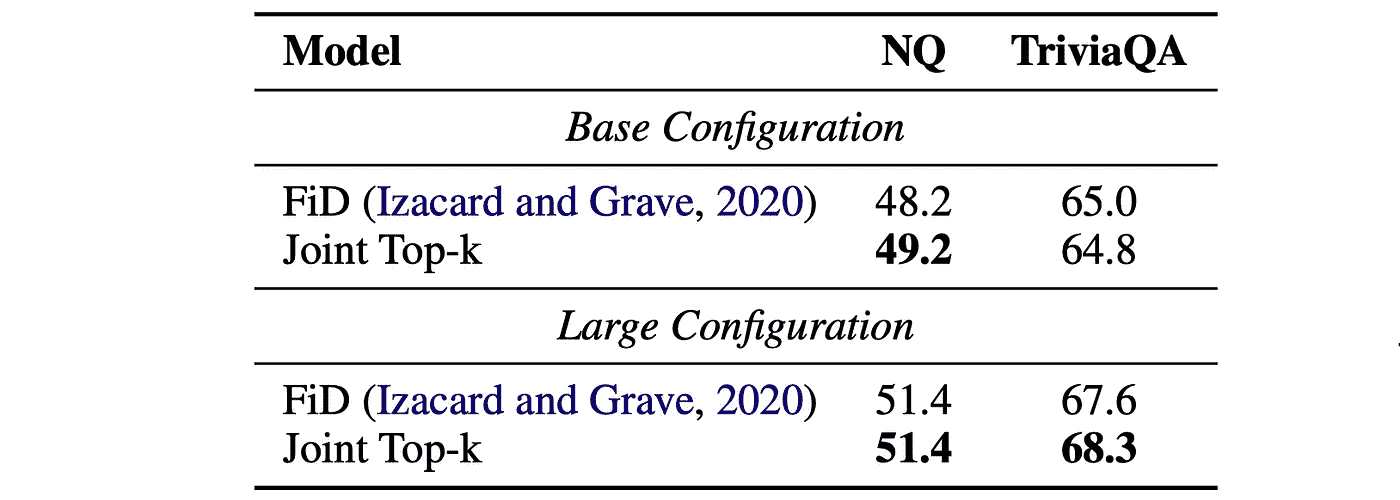 Model NQ TriviaQA
Base Configuration
FiD (Izacard and Grave, 2020) 48.2 65.0
Joint Top-k 49.2 64.8
Large Configuration
FiD (Izacard and Grave, 2020) 51.4 67.6
Joint Top-k 51.4 68.3